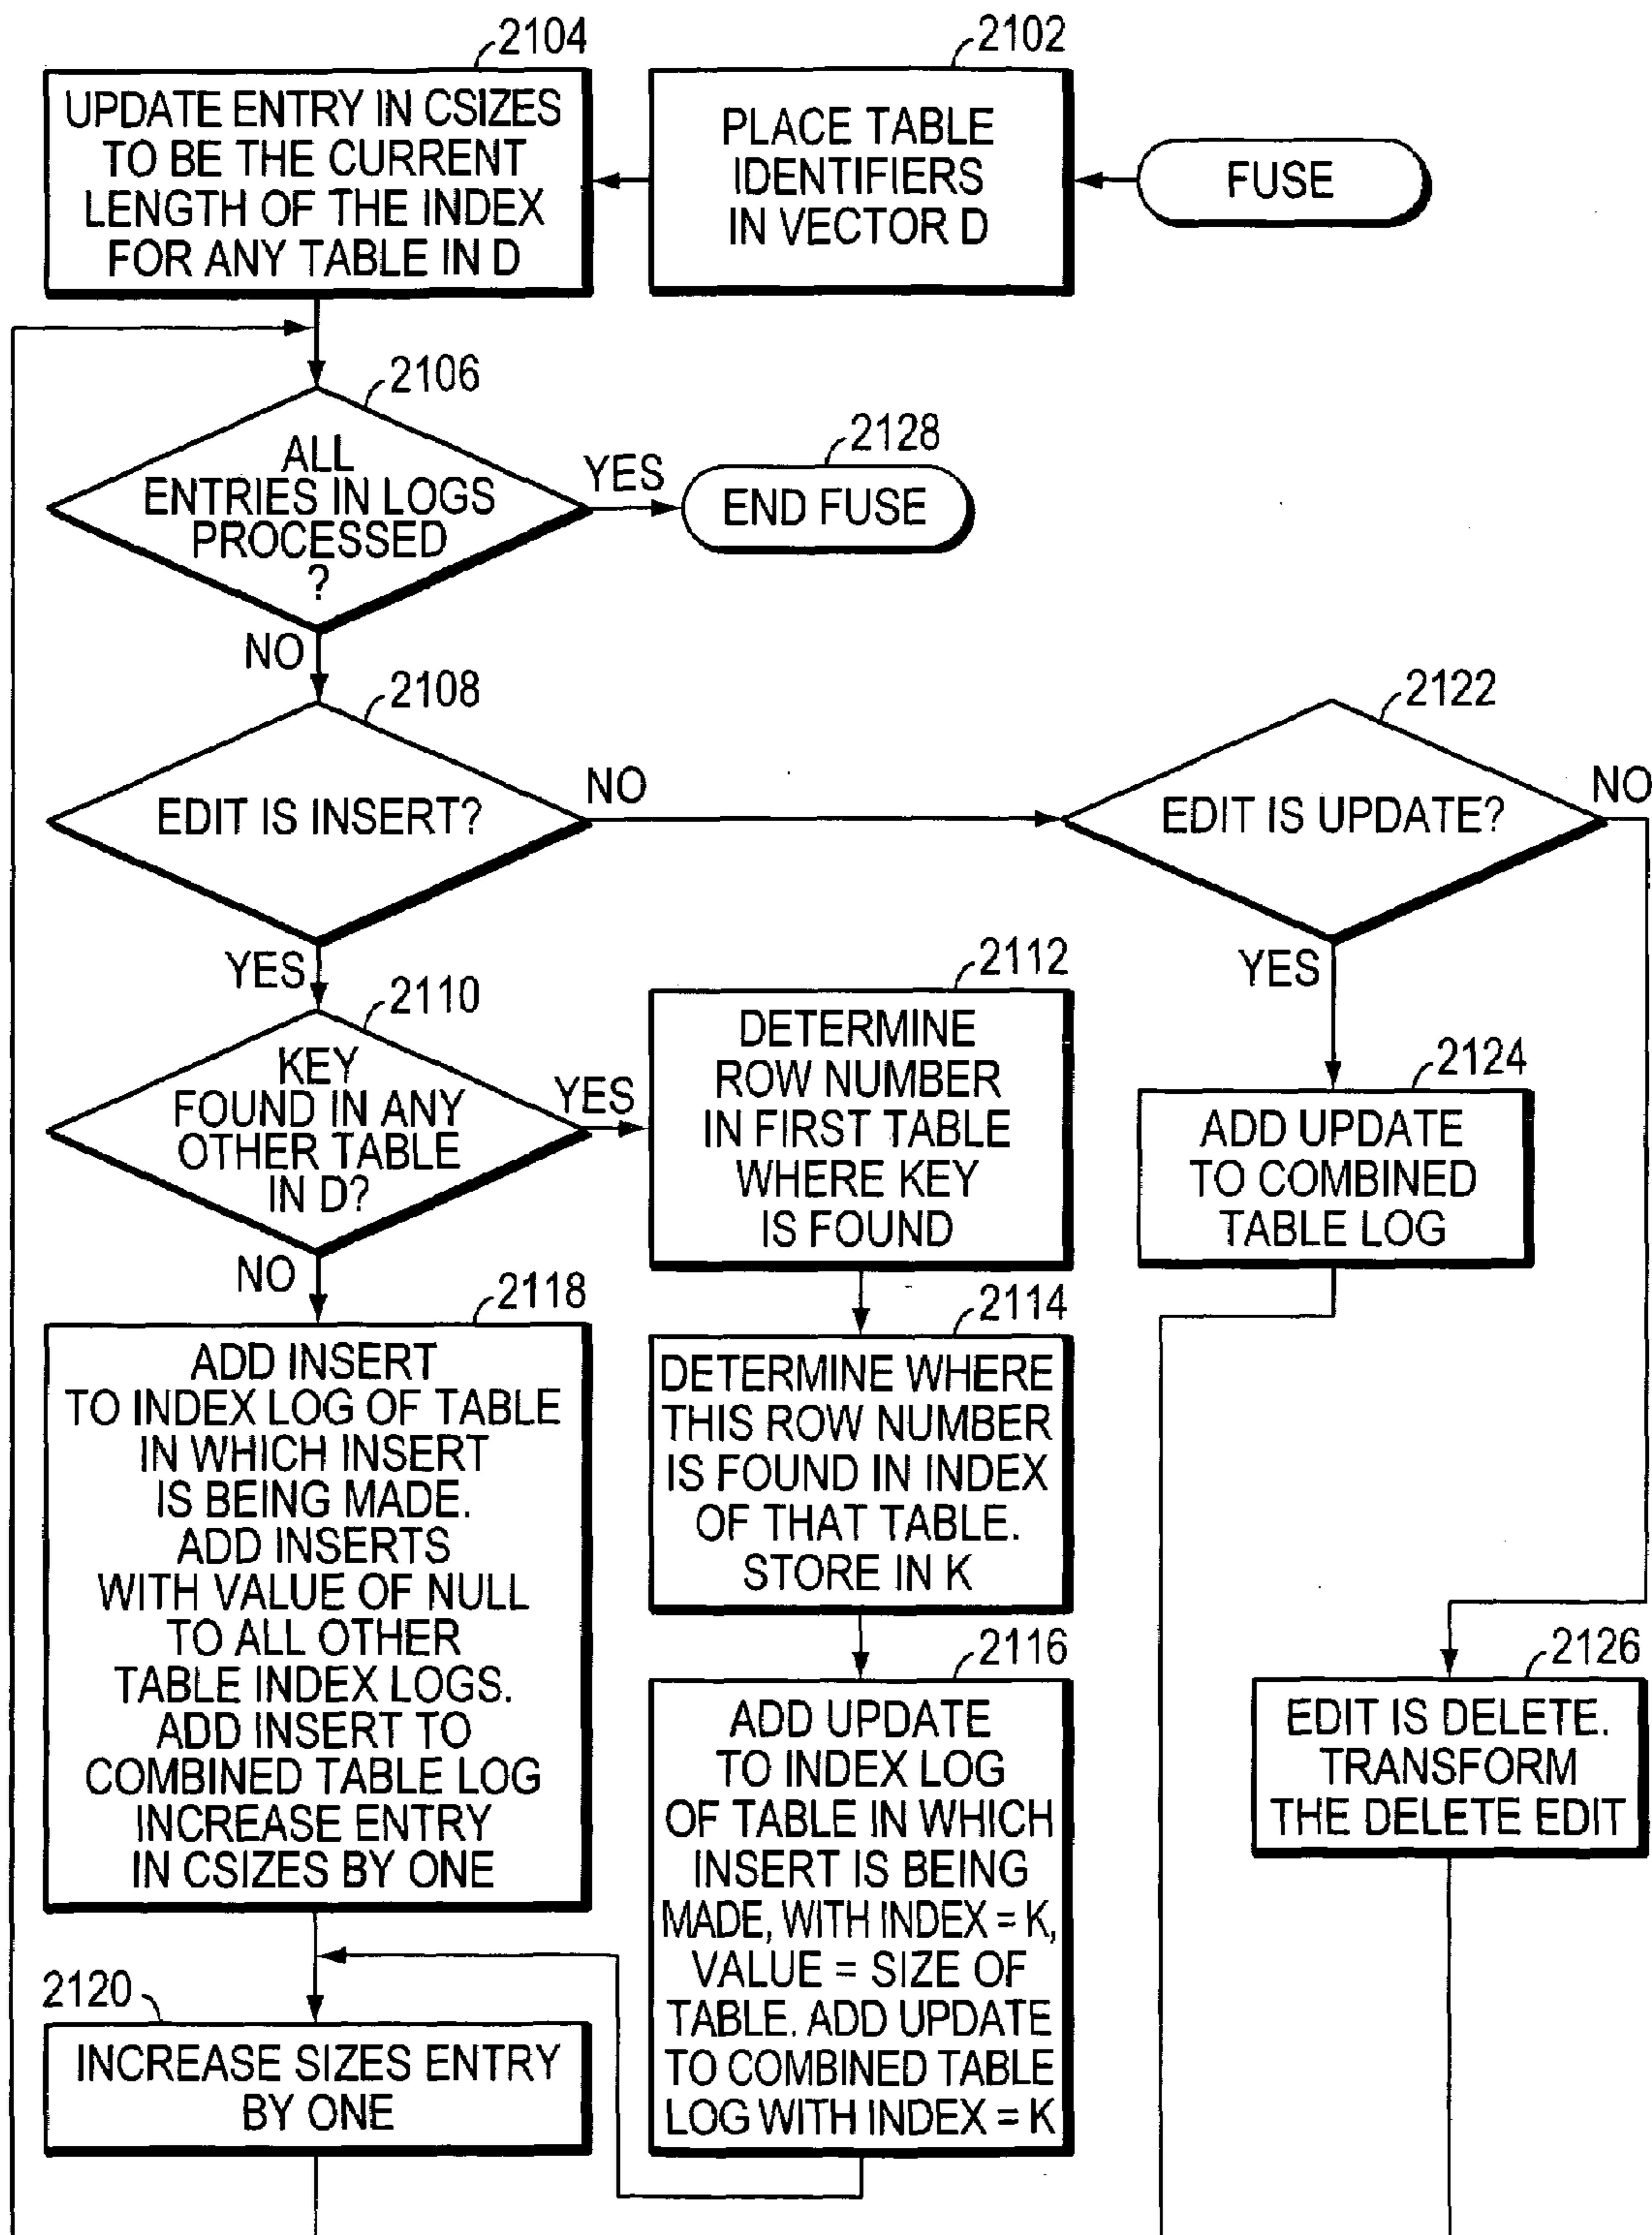 FUSE
2102
PLACE TABLE
IDENTIFIERS
IN VECTOR D
2104
UPDATE ENTRY IN CSIZES
TO BE THE CURRENT
LENGTH OF THE INDEX
FOR ANY TABLE IN D
2106
ALL
ENTRIES IN LOGS
PROCESSED
?
YES
2128
END FUSE
NO
2108
EDIT IS INSERT?
NO
2122
EDIT IS UPDATE?
NO
YES
2110
KEY
FOUND IN ANY
OTHER TABLE
IN D?
YES
2112
DETERMINE
ROW NUMBER
IN FIRST TABLE
WHERE KEY
IS FOUND
YES
2124
ADD UPDATE
TO COMBINED
TABLE LOG
NO
2118
ADD INSERT
TO INDEX LOG OF TABLE
IN WHICH INSERT
IS BEING MADE.
ADD INSERTS
WITH VALUE OF NULL
TO ALL OTHER
TABLE INDEX LOGS.
ADD INSERT TO
COMBINED TABLE LOG
INCREASE ENTRY
IN CSIZES BY ONE
2114
DETERMINE WHERE
THIS ROW NUMBER
IS FOUND IN INDEX
OF THAT TABLE.
STORE IN K
2116
ADD UPDATE
TO INDEX LOG
OF TABLE IN WHICH
INSERT IS BEING
MADE, WITH INDEX = K,
VALUE = SIZE OF
TABLE. ADD UPDATE
TO COMBINED TABLE
LOG WITH INDEX = K
2126
EDIT IS DELETE.
TRANSFORM
THE DELETE EDIT
2120
INCREASE SIZES ENTRY
BY ONE